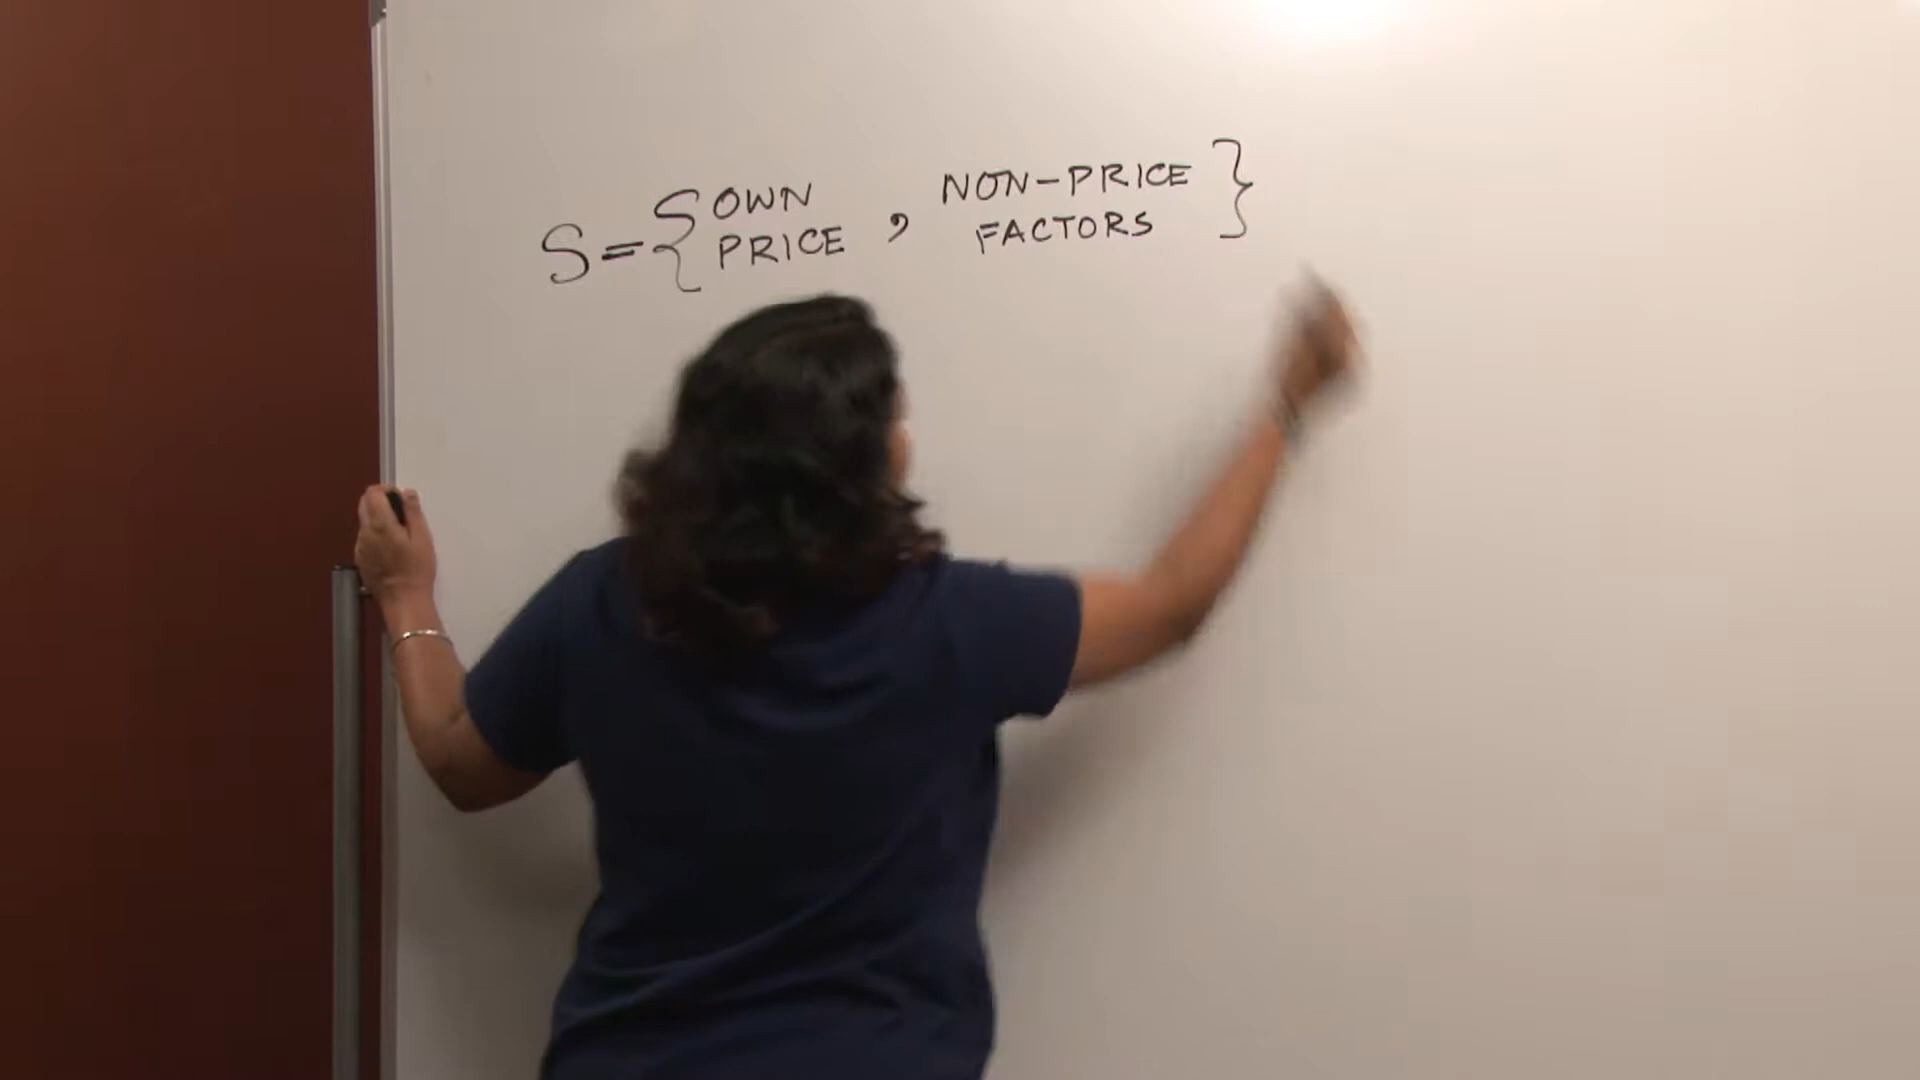 S = { OWN PRICE , NON-PRICE FACTORS }